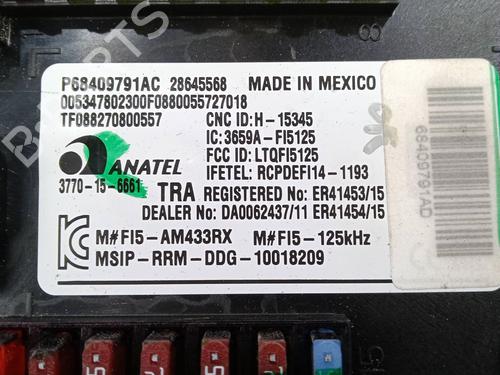 P68409791AC 28645568 MADE IN MEXICO
005347802300F0880055727018
TF088270800557 CNC ID: H-15345
IC: 3659A-FI5125
ANATEL FCC ID: LTQFI5125
IFETEL: RCPDEFI14-1193
3770-15-6661 TRA REGISTERED No: ER41453/15
DEALER No: DA0062437/11 ER41454/15
M#FI5-AM433RX M#FI5-125kHz
MSIP-RRM-DDG-10018209
68409791AD